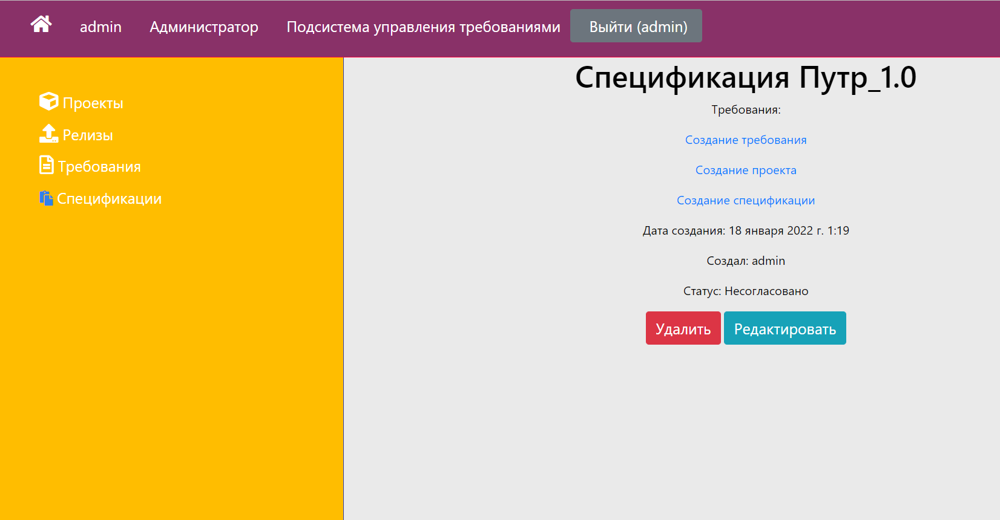 admin Администратор Подсистема управления требованиями Выйти (admin)
Проекты
Релизы
Требования
Спецификации
Спецификация Путр_1.0
Требования:
Создание требования
Создание проекта
Создание спецификации
Дата создания: 18 января 2022 г. 1:19
Создал: admin
Статус: Несогласовано
Удалить Редактировать